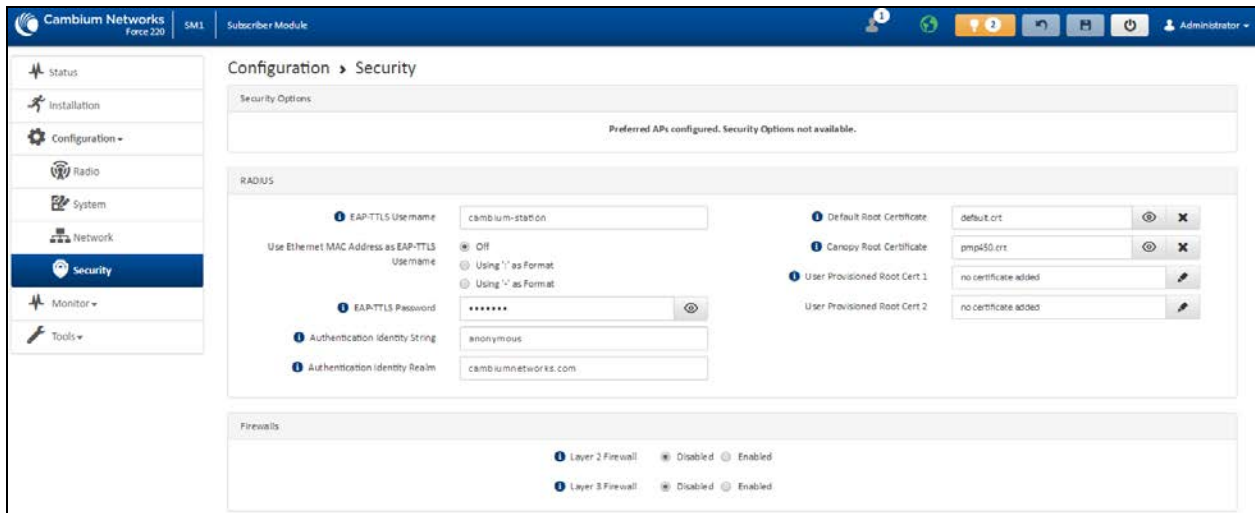 Cambium Networks
Force 220
SM1
Subscriber Module
1
2
Administrator
Status
Installation
Configuration
Radio
System
Network
Security
Monitor
Tools
Configuration > Security
Security Options
Preferred APs configured. Security Options not available.
RADIUS
EAP-TTLS Username
cambium-station
Use Ethernet MAC Address as EAP-TTLS
Username
Off
Using ':' as Format
Using '-' as Format
EAP-TTLS Password
•••••••
Authentication Identity String
anonymous
Authentication Identity Realm
cambiumnetworks.com
Default Root Certificate
default.crt
Canopy Root Certificate
pmp450.crt
User Provisioned Root Cert 1
no certificate added
User Provisioned Root Cert 2
no certificate added
Firewalls
Layer 2 Firewall Disabled Enabled
Layer 3 Firewall Disabled Enabled